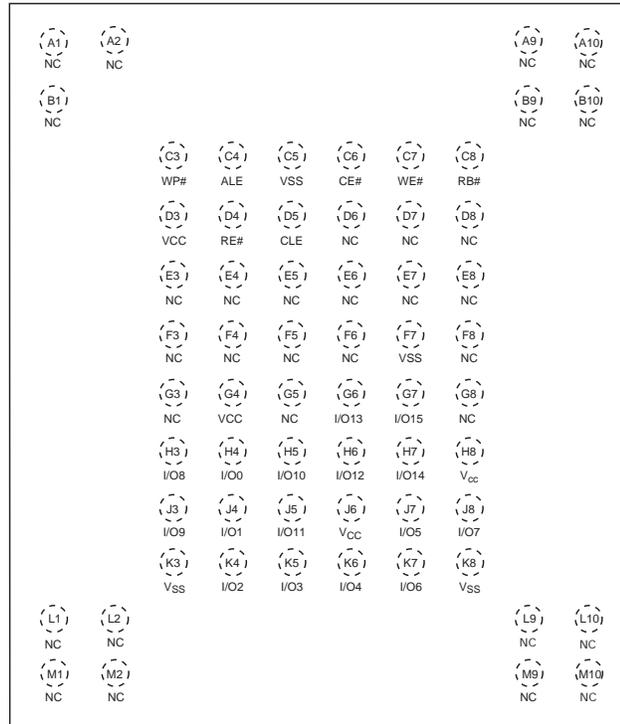 A1 A2 A9 A10
NC NC NC NC
B1 B9 B10
NC NC NC
C3 C4 C5 C6 C7 C8
WP# ALE VSS CE# WE# RB#
D3 D4 D5 D6 D7 D8
VCC RE# CLE NC NC NC
E3 E4 E5 E6 E7 E8
NC NC NC NC NC NC
F3 F4 F5 F6 F7 F8
NC NC NC NC VSS NC
G3 G4 G5 G6 G7 G8
NC VCC NC I/O13 I/O15 NC
H3 H4 H5 H6 H7 H8
I/O8 I/O0 I/O10 I/O12 I/O14 Vcc
J3 J4 J5 J6 J7 J8
I/O9 I/O1 I/O11 VCC I/O5 I/O7
K3 K4 K5 K6 K7 K8
VSS I/O2 I/O3 I/O4 I/O6 VSS
L1 L2 L9 L10
NC NC NC NC
M1 M2 M9 M10
NC NC NC NC